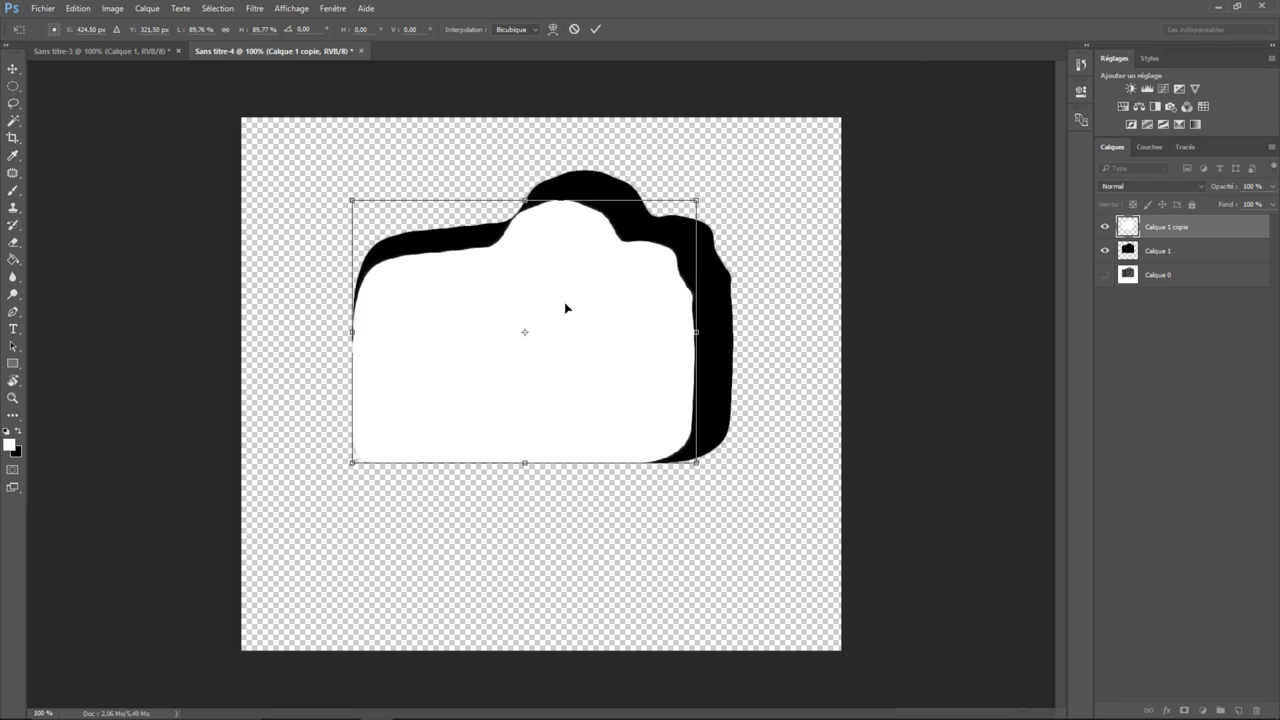 Ps Fichier Edition Image Calque Texte Sélection Filtre Affichage Fenêtre Aide
X: 424,50 px Y: 321,50 px L: 89,76 % H: 89,77 % 0,00 ° H: 0,00 ° V: 0,00 ° Interpolation : Bicubique Les indispensables
Sans titre-3 @ 100% (Calque 1, RVB/8) * × Sans titre-4 @ 100% (Calque 1 copie, RVB/8) * ×
Réglages Styles
Ajouter un réglage
Calques Couches Tracés
Type
Normal Opacité : 100 %
Verrou : Fond : 100 %
Calque 1 copie
Calque 1
Calque 0
T
100 % Doc : 2,06 Mo/5,49 Mo
fx